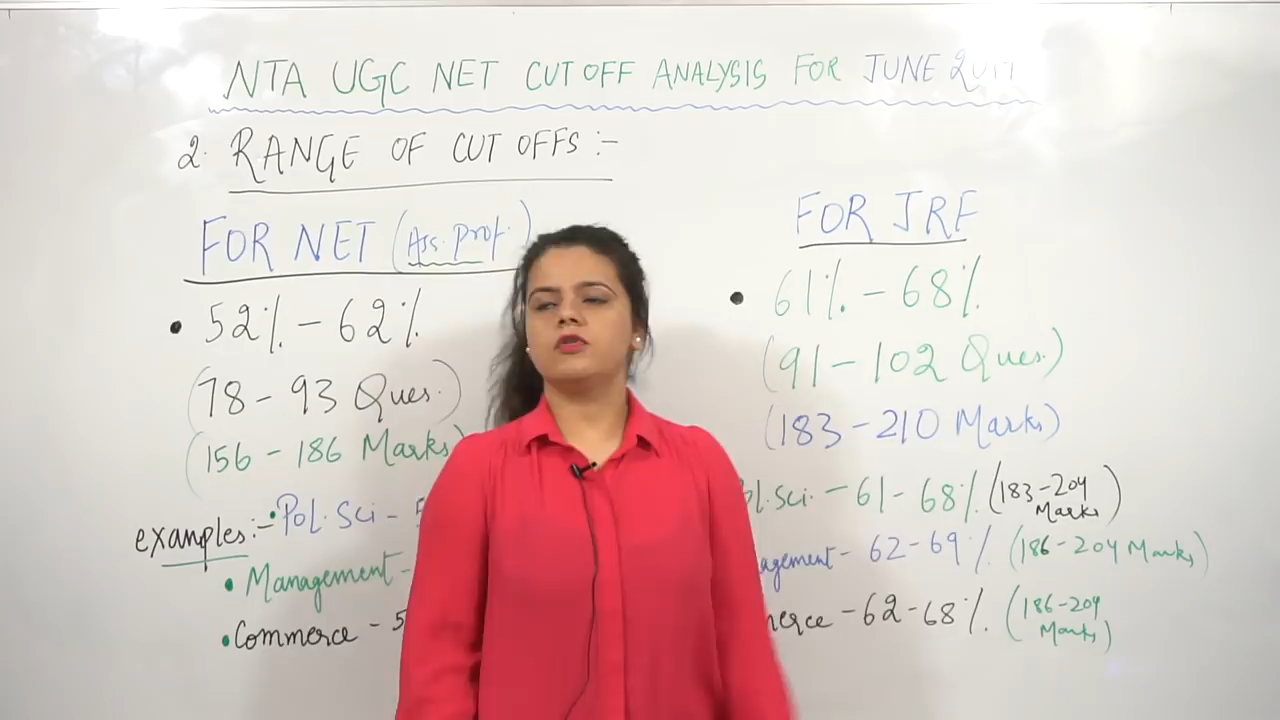 NTA UGC NET CUT OFF ANALYSIS FOR JUNE
2. RANGE OF CUT OFFS :-
FOR NET (Ass. Prof.)
• 52% - 62%
(78 - 93 Ques.)
(156 - 186 Marks)
examples:- • Pol. Sci -
• Management -
• Commerce - 5
FOR JRF
• 61% - 68%
(91 - 102 Ques.)
(183 - 210 Marks)
l. Sci. - 61 - 68% (183 - 204 Marks)
agement - 62 - 69% (186 - 204 Marks)
erce - 62 - 68% (186 - 204 Marks)